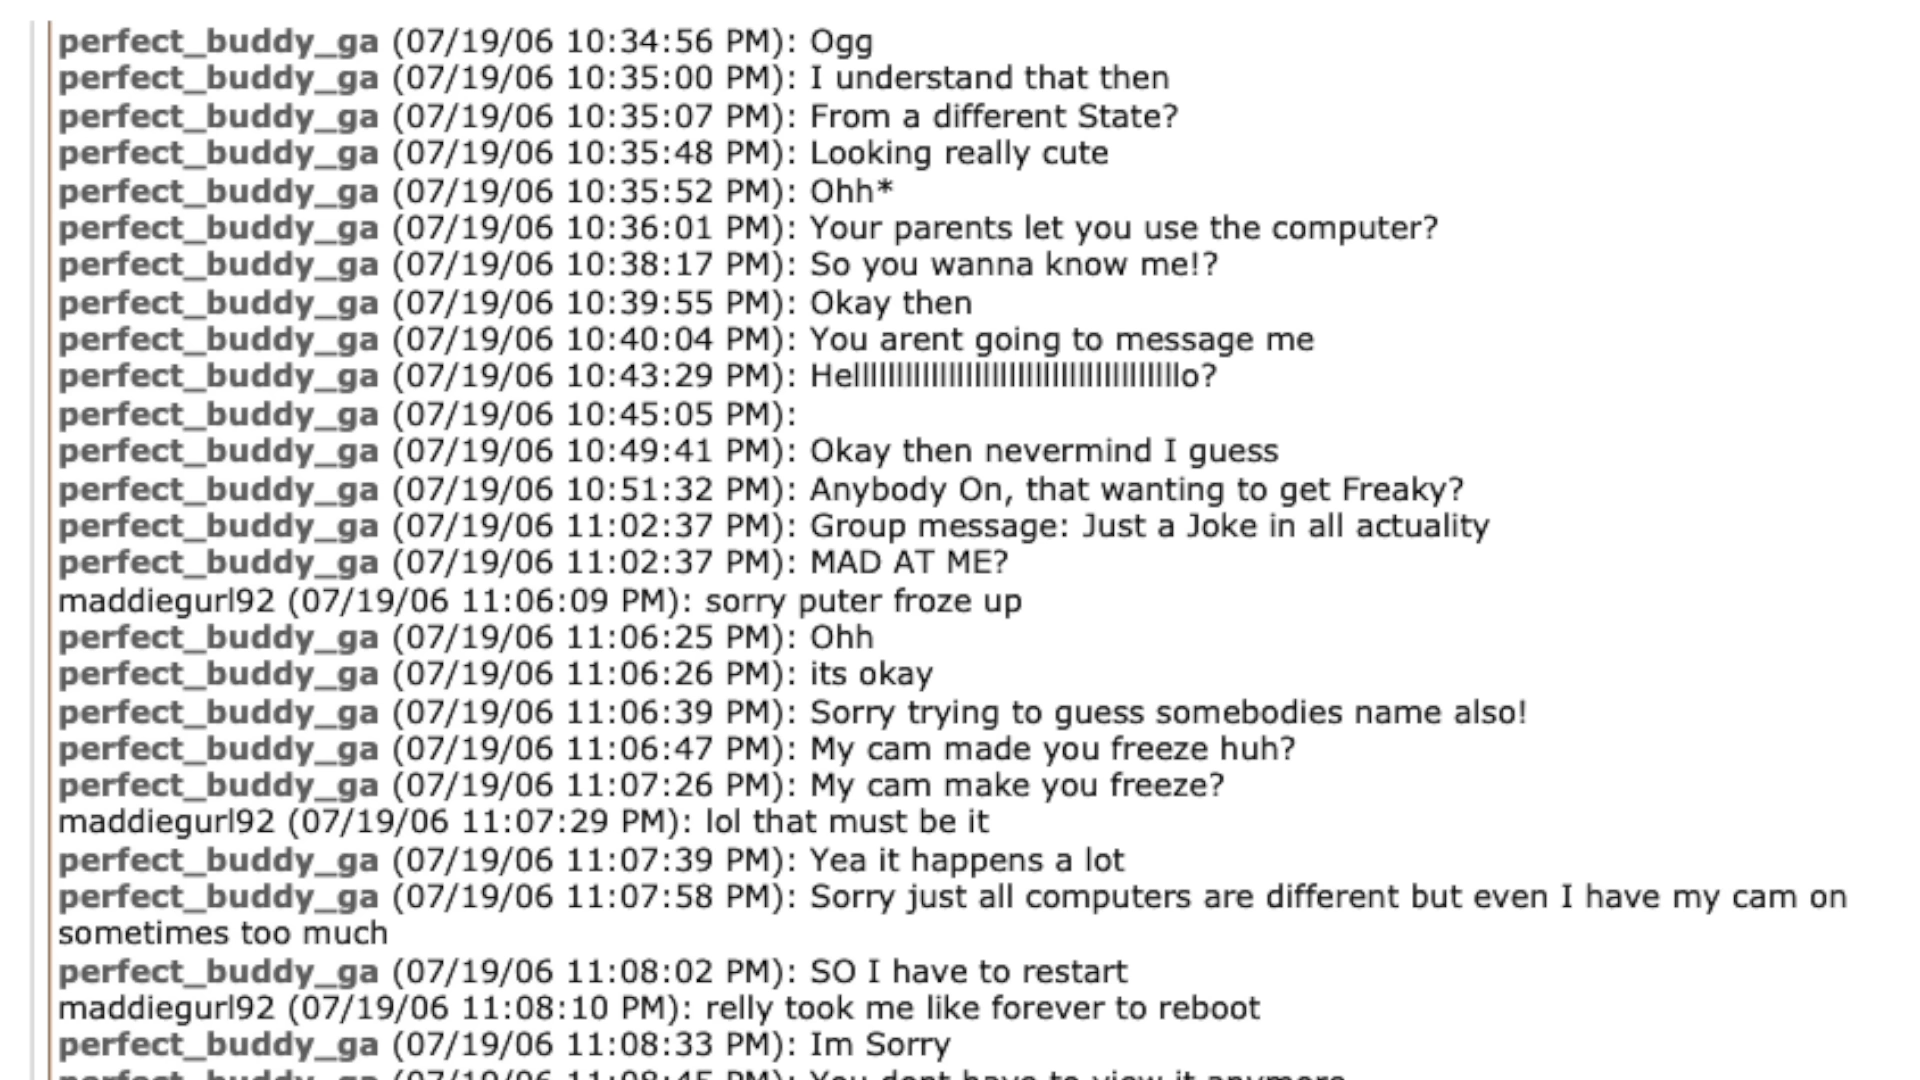 perfect_buddy_ga (07/19/06 10:34:56 PM): Ogg
perfect_buddy_ga (07/19/06 10:35:00 PM): I understand that then
perfect_buddy_ga (07/19/06 10:35:07 PM): From a different State?
perfect_buddy_ga (07/19/06 10:35:48 PM): Looking really cute
perfect_buddy_ga (07/19/06 10:35:52 PM): Ohh*
perfect_buddy_ga (07/19/06 10:36:01 PM): Your parents let you use the computer?
perfect_buddy_ga (07/19/06 10:38:17 PM): So you wanna know me!?
perfect_buddy_ga (07/19/06 10:39:55 PM): Okay then
perfect_buddy_ga (07/19/06 10:40:04 PM): You arent going to message me
perfect_buddy_ga (07/19/06 10:43:29 PM): Helllllllllllllllllllllllllllllllllllllllo?
perfect_buddy_ga (07/19/06 10:45:05 PM):
perfect_buddy_ga (07/19/06 10:49:41 PM): Okay then nevermind I guess
perfect_buddy_ga (07/19/06 10:51:32 PM): Anybody On, that wanting to get Freaky?
perfect_buddy_ga (07/19/06 11:02:37 PM): Group message: Just a Joke in all actuality
perfect_buddy_ga (07/19/06 11:02:37 PM): MAD AT ME?
maddiegurl92 (07/19/06 11:06:09 PM): sorry puter froze up
perfect_buddy_ga (07/19/06 11:06:25 PM): Ohh
perfect_buddy_ga (07/19/06 11:06:26 PM): its okay
perfect_buddy_ga (07/19/06 11:06:39 PM): Sorry trying to guess somebodies name also!
perfect_buddy_ga (07/19/06 11:06:47 PM): My cam made you freeze huh?
perfect_buddy_ga (07/19/06 11:07:26 PM): My cam make you freeze?
maddiegurl92 (07/19/06 11:07:29 PM): lol that must be it
perfect_buddy_ga (07/19/06 11:07:39 PM): Yea it happens a lot
perfect_buddy_ga (07/19/06 11:07:58 PM): Sorry just all computers are different but even I have my cam on
sometimes too much
perfect_buddy_ga (07/19/06 11:08:02 PM): SO I have to restart
maddiegurl92 (07/19/06 11:08:10 PM): relly took me like forever to reboot
perfect_buddy_ga (07/19/06 11:08:33 PM): Im Sorry
perfect_buddy_ga (07/19/06 11:08:45 PM): You dont have to view it anymore